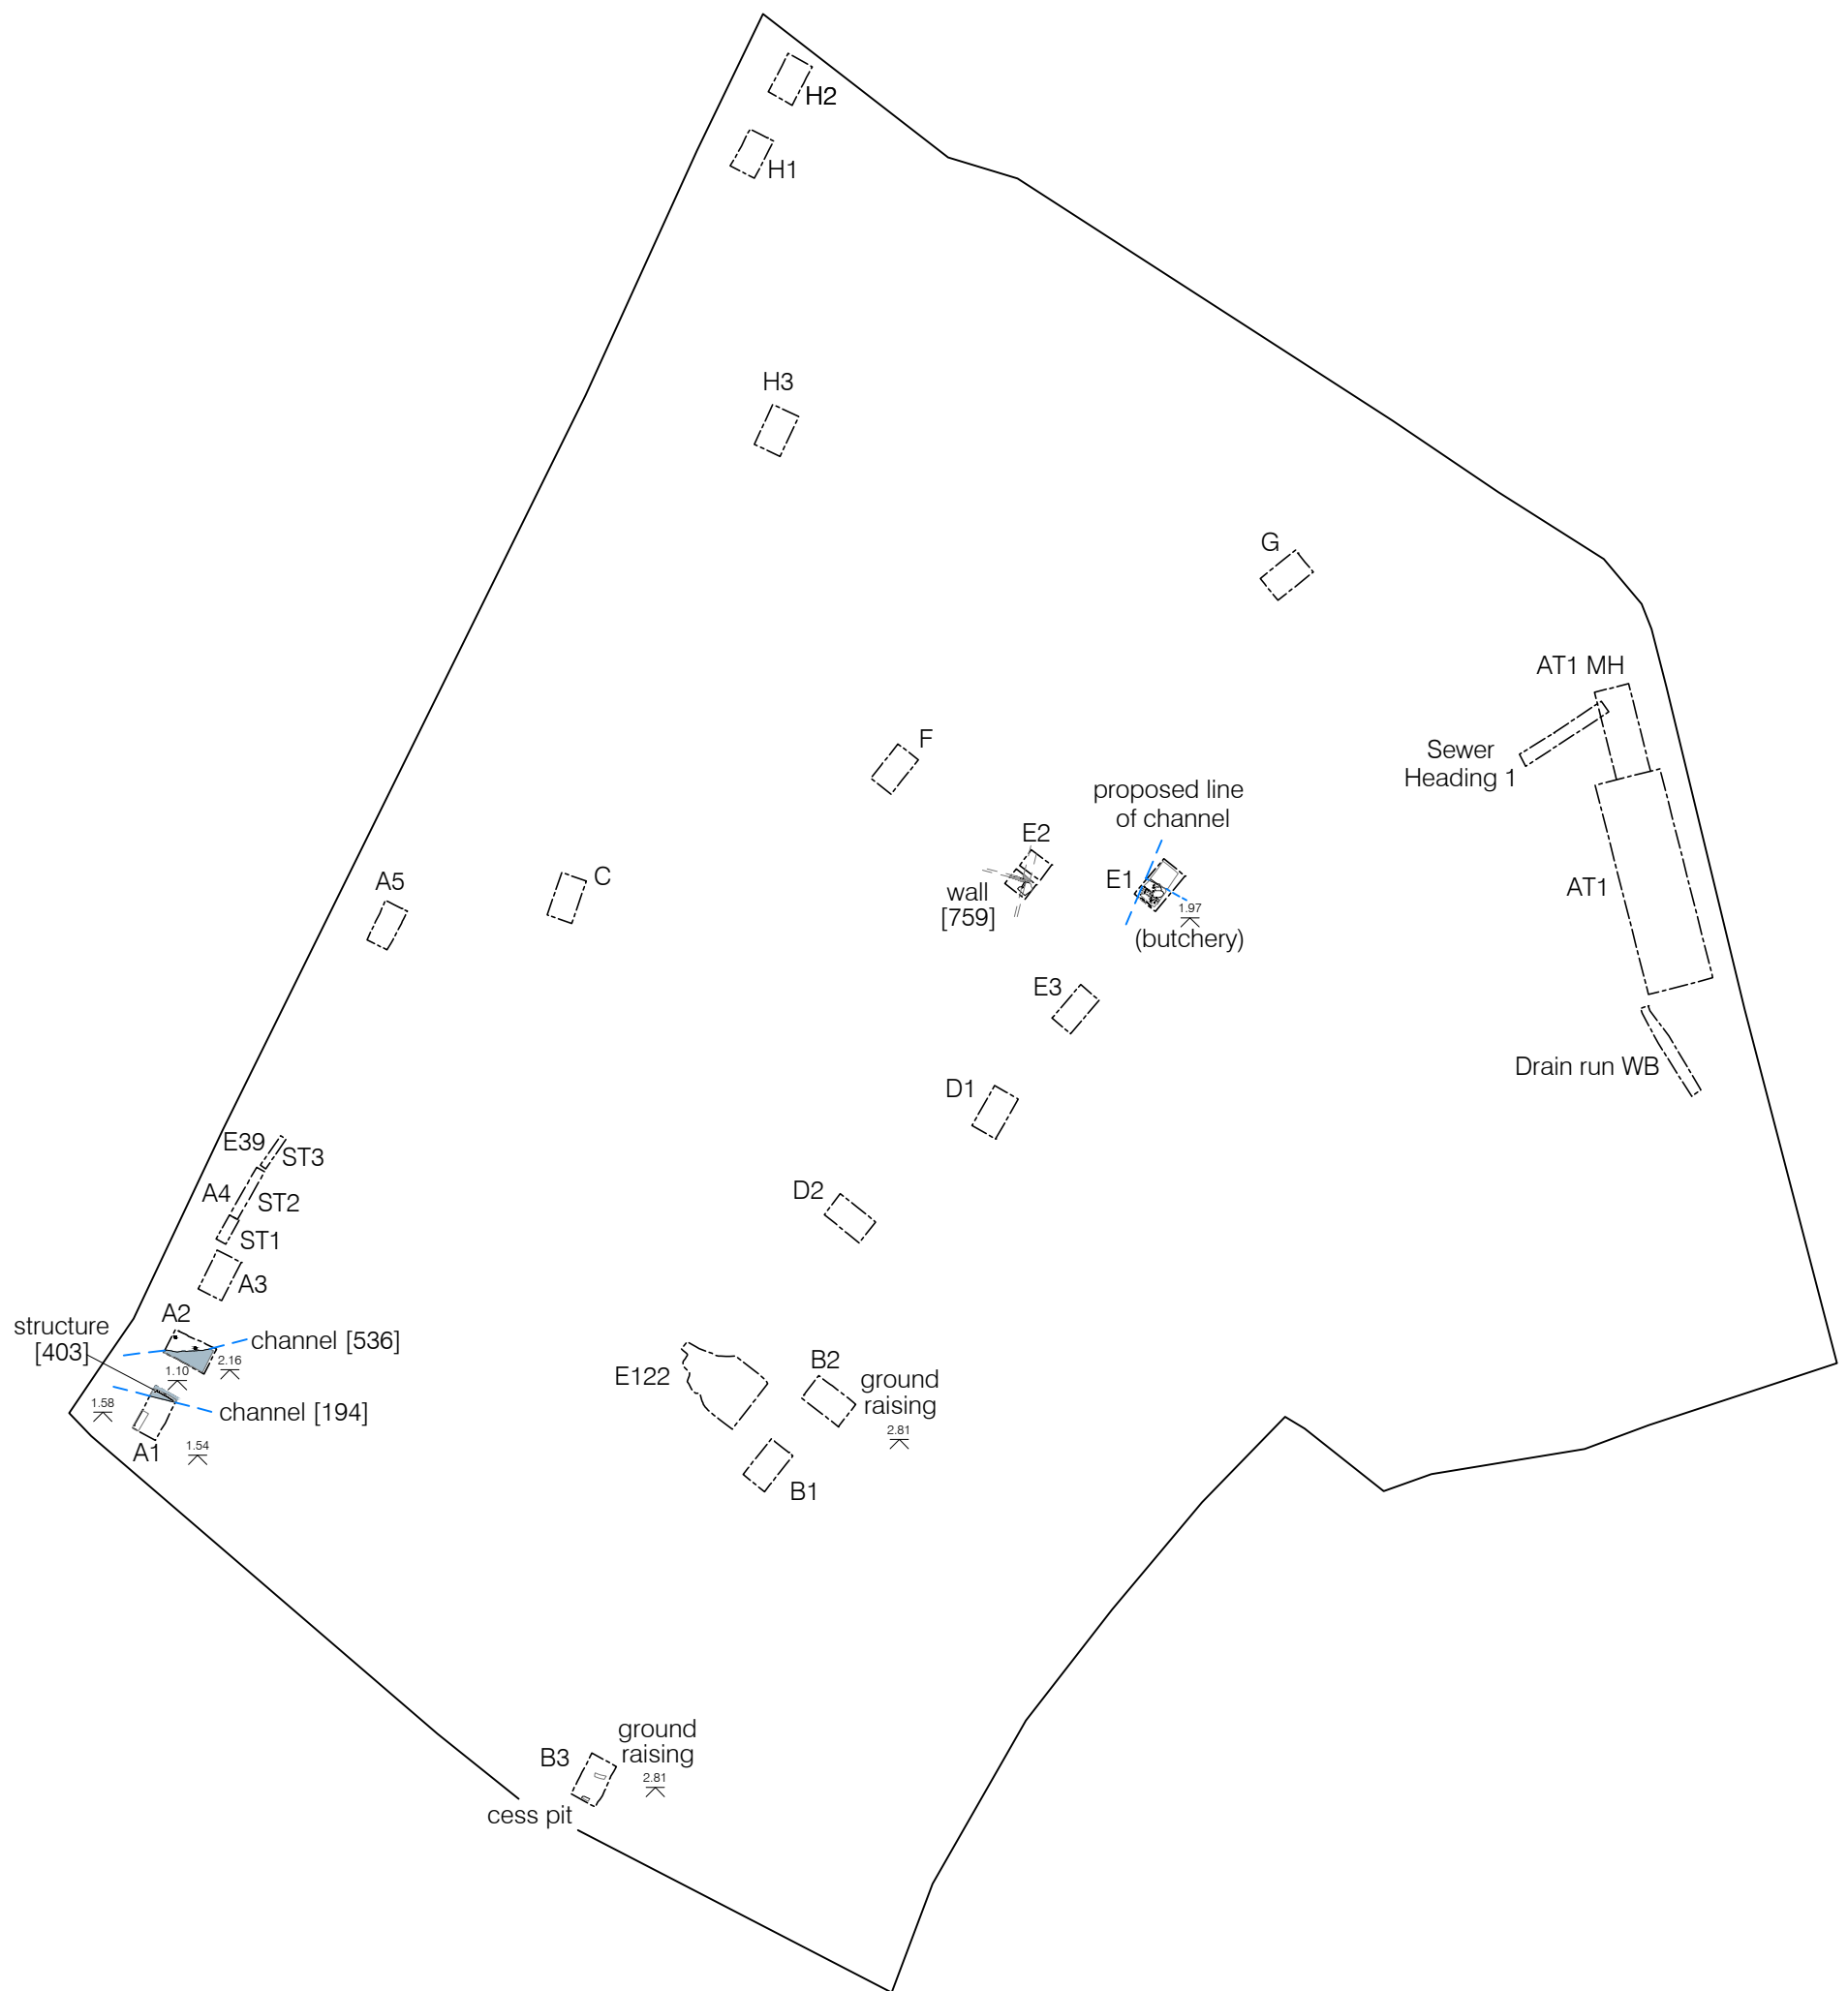 H2
H1
H3
G
AT1 MH
Sewer
Heading 1
F
proposed line
of channel
E2
E1
wall
[759]
1.97
(butchery)
A5
C
AT1
E3
Drain run WB
D1
E39
ST3
A4
ST2
D2
ST1
A3
A2
structure
[403]
channel [536]
2.16
1.10
1.58
channel [194]
A1
1.54
E122
B2
ground
raising
2.81
B1
B3
ground
raising
2.81
cess pit